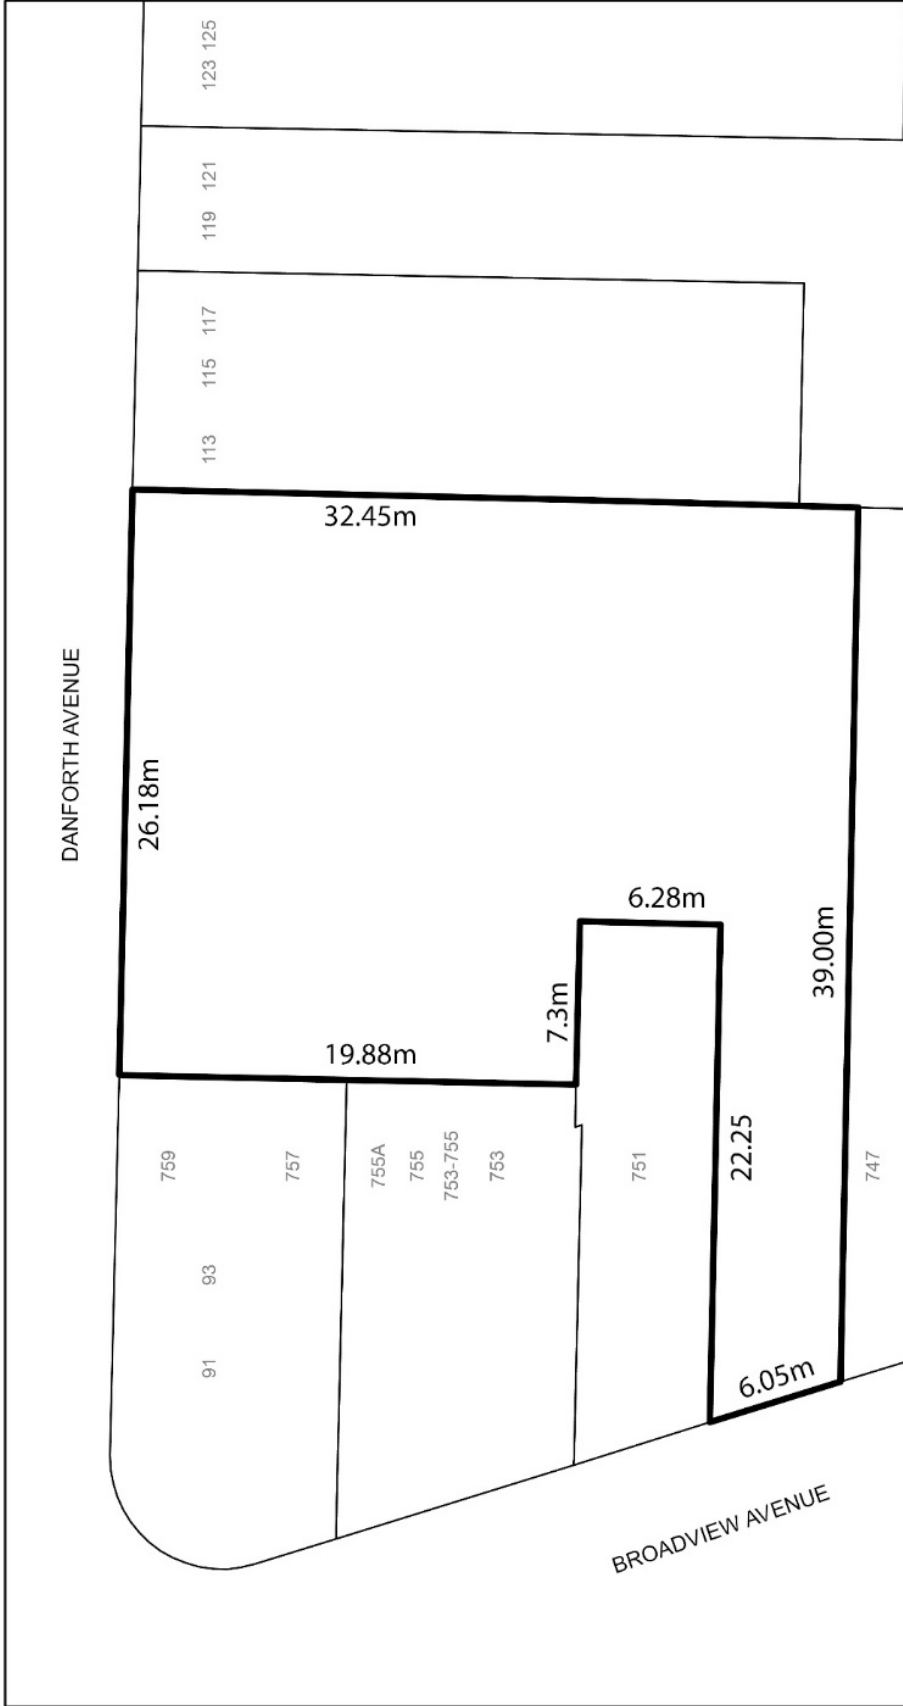 123 125
119 121
113 115 117
32.45m
DANFORTH AVENUE
26.18m
6.28m
39.00m
7.3m
19.88m
22.25
759
757
755A
755
753-755
753
751
747
93
91
6.05m
BROADVIEW AVENUE